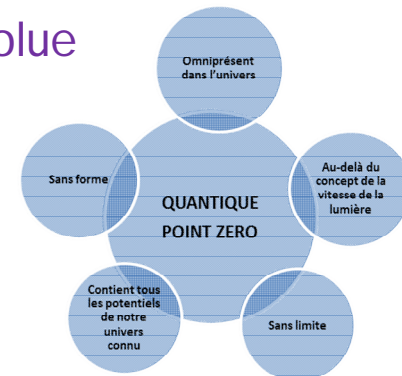 olue
Omniprésent
dans l'univers
Sans forme
Au-delà du
concept de la
vitesse de la
lumière
QUANTIQUE
POINT ZERO
Contient tous
les potentiels
de notre
univers
connu
Sans limite